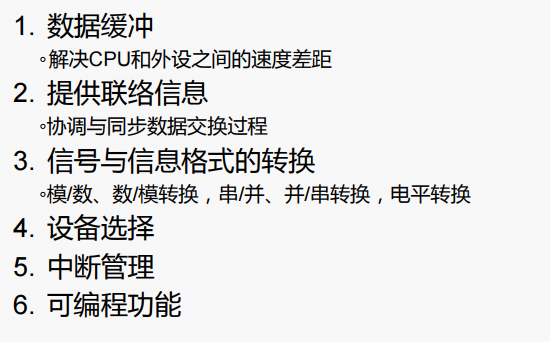 1. 数据缓冲
◦解决CPU和外设之间的速度差距
2. 提供联络信息
◦协调与同步数据交换过程
3. 信号与信息格式的转换
◦模/数、数/模转换，串/并、并/串转换，电平转换
4. 设备选择
5. 中断管理
6. 可编程功能